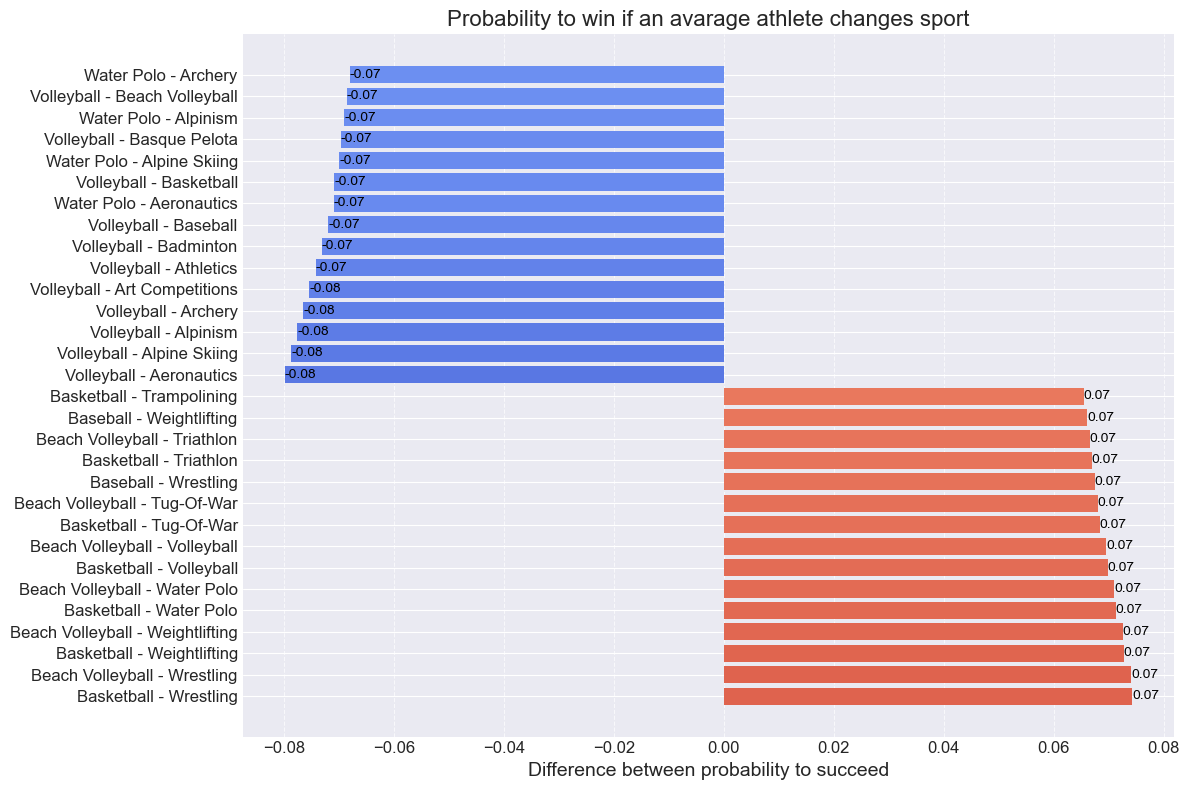 Probability to win if an avarage athlete changes sport
Water Polo - Archery -0.07
Volleyball - Beach Volleyball -0.07
Water Polo - Alpinism -0.07
Volleyball - Basque Pelota -0.07
Water Polo - Alpine Skiing -0.07
Volleyball - Basketball -0.07
Water Polo - Aeronautics -0.07
Volleyball - Baseball -0.07
Volleyball - Badminton -0.07
Volleyball - Athletics -0.07
Volleyball - Art Competitions -0.08
Volleyball - Archery -0.08
Volleyball - Alpinism -0.08
Volleyball - Alpine Skiing -0.08
Volleyball - Aeronautics -0.08
Basketball - Trampolining 0.07
Baseball - Weightlifting 0.07
Beach Volleyball - Triathlon 0.07
Basketball - Triathlon 0.07
Baseball - Wrestling 0.07
Beach Volleyball - Tug-Of-War 0.07
Basketball - Tug-Of-War 0.07
Beach Volleyball - Volleyball 0.07
Basketball - Volleyball 0.07
Beach Volleyball - Water Polo 0.07
Basketball - Water Polo 0.07
Beach Volleyball - Weightlifting 0.07
Basketball - Weightlifting 0.07
Beach Volleyball - Wrestling 0.07
Basketball - Wrestling 0.07
−0.08 −0.06 −0.04 −0.02 0.00 0.02 0.04 0.06 0.08
Difference between probability to succeed